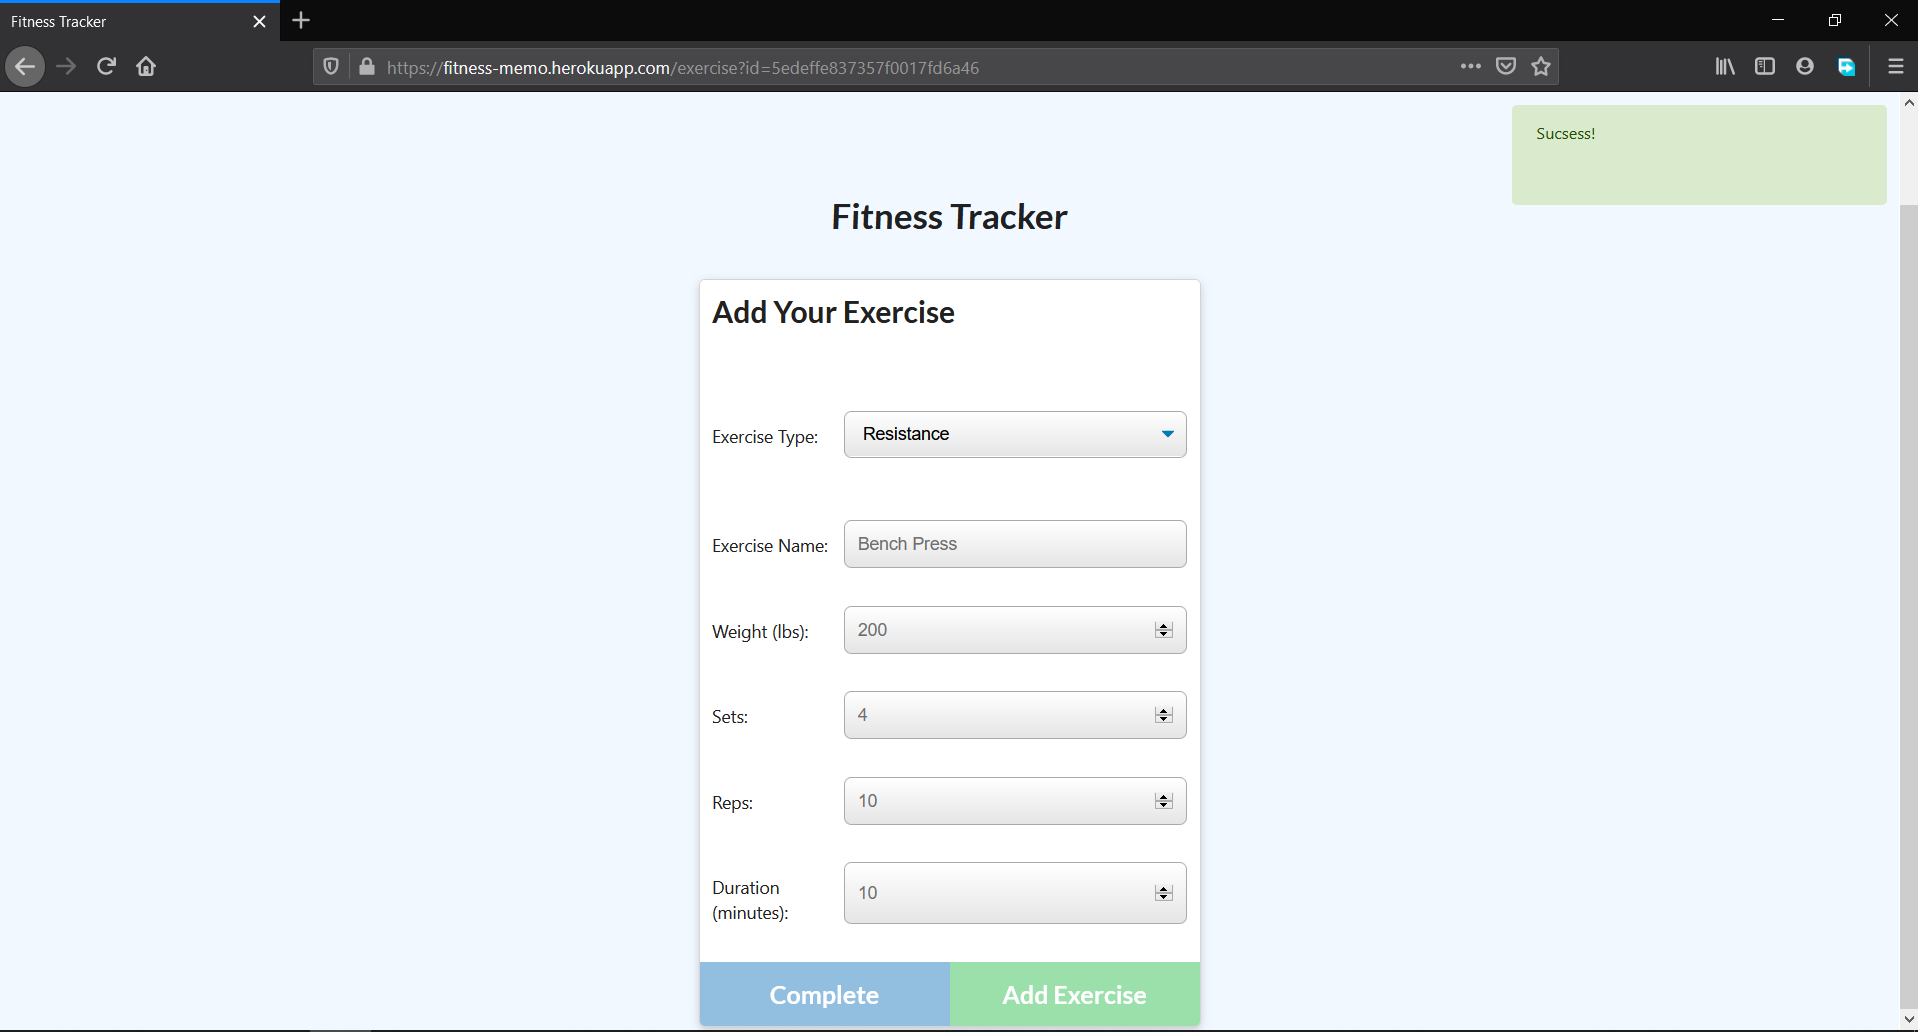 Fitness Tracker
https://fitness-memo.herokuapp.com/exercise?id=5edeffe837357f0017fd6a46
Sucsess!
Fitness Tracker
Add Your Exercise
Exercise Type: Resistance
Exercise Name: Bench Press
Weight (lbs): 200
Sets: 4
Reps: 10
Duration (minutes): 10
Complete Add Exercise